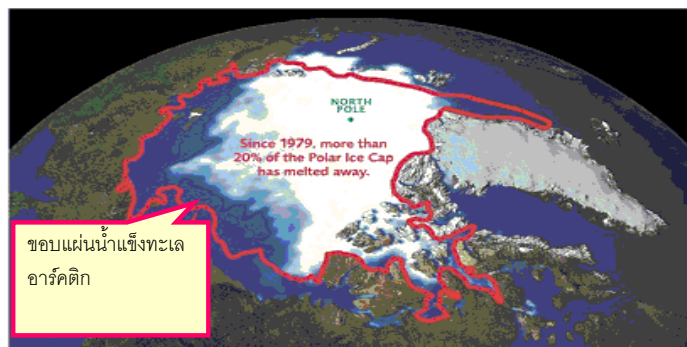 NORTH
POLE
Since 1979, more than
20% of the Polar Ice Cap
has melted away.
ขอบแผ่นน้ำแข็งทะเล
อาร์คติก